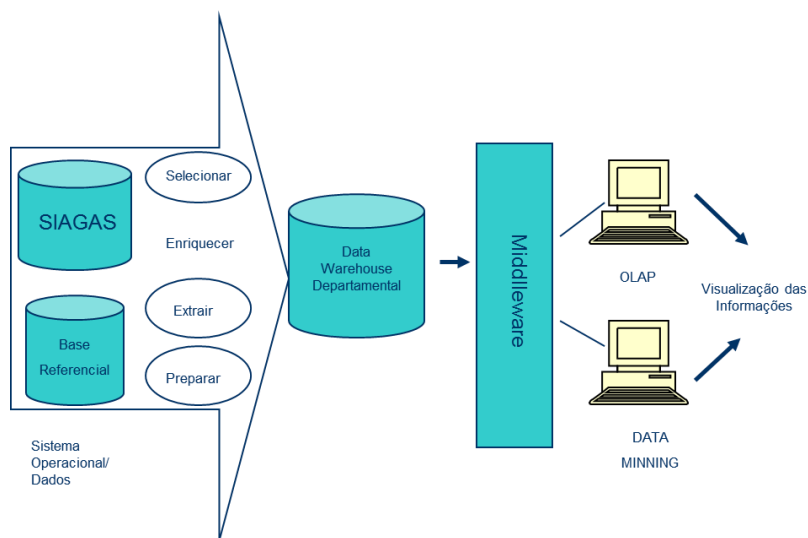 SIAGAS
Base
Referencial
Selecionar
Enriquecer
Extrair
Preparar
Sistema
Operacional/
Dados
Data
Warehouse
Departamental
Middleware
OLAP
DATA
MINNING
Visualização das
Informações